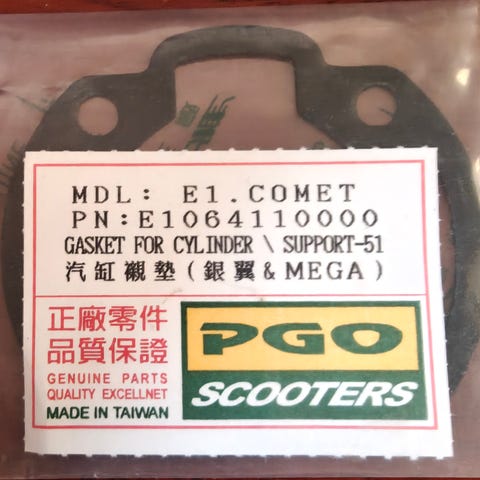 MDL: E1.COMET
PN:E1064110000
GASKET FOR CYLINDER \ SUPPORT-51
汽缸襯墊(銀翼&MEGA)
正廠零件
品質保證
GENUINE PARTS
QUALITY EXCELLNET
MADE IN TAIWAN
PGO
SCOOTERS